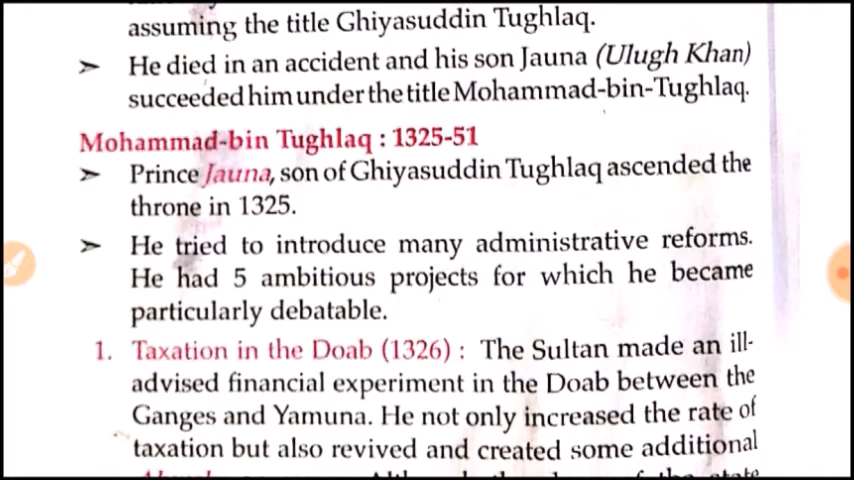 assuming the title Ghiyasuddin Tughlaq.
➢ He died in an accident and his son Jauna (Ulugh Khan)
succeeded him under the title Mohammad-bin-Tughlaq.
Mohammad-bin Tughlaq : 1325-51
➢ Prince Jauna, son of Ghiyasuddin Tughlaq ascended the
throne in 1325.
➢ He tried to introduce many administrative reforms.
He had 5 ambitious projects for which he became
particularly debatable.
1. Taxation in the Doab (1326) : The Sultan made an ill-
advised financial experiment in the Doab between the
Ganges and Yamuna. He not only increased the rate of
taxation but also revived and created some additional